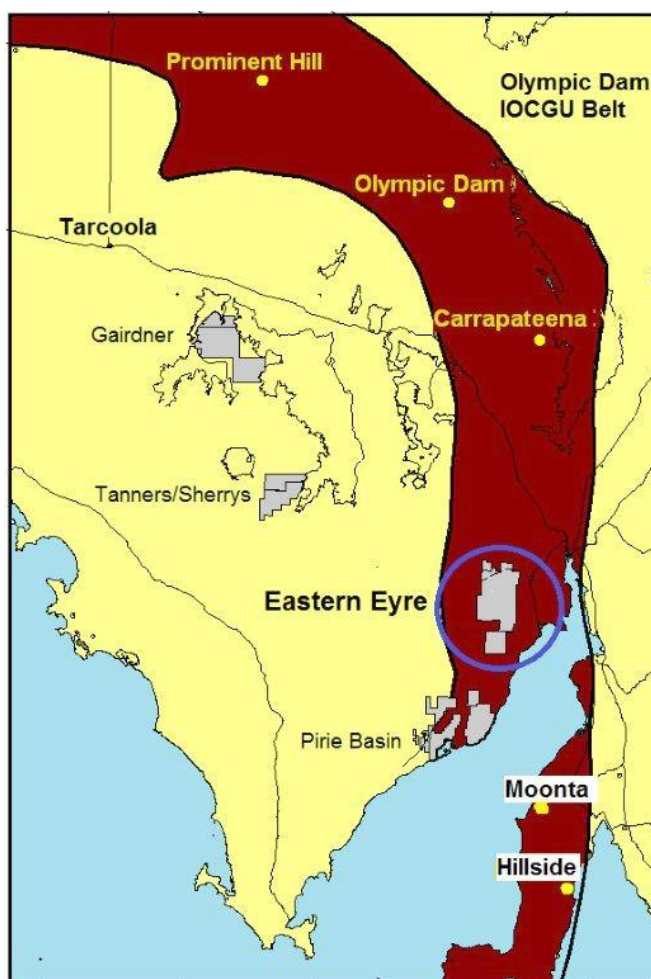 Prominent Hill
Olympic Dam
IOCGU Belt
Olympic Dam
Tarcoola
Carrapateena
Gairdner
Tanners/Sherrys
Eastern Eyre
Pirie Basin
Moonta
Hillside